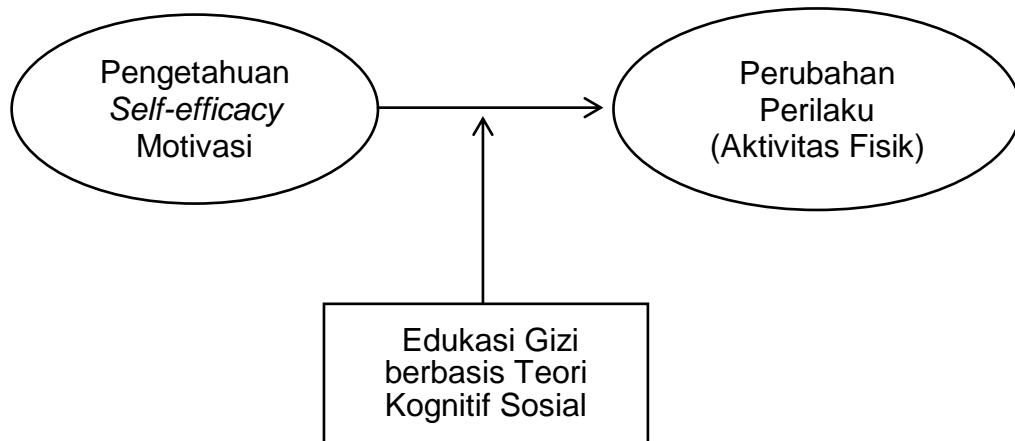 Pengetahuan
Self-efficacy
Motivasi
Perubahan
Perilaku
(Aktivitas Fisik)
Edukasi Gizi
berbasis Teori
Kognitif Sosial